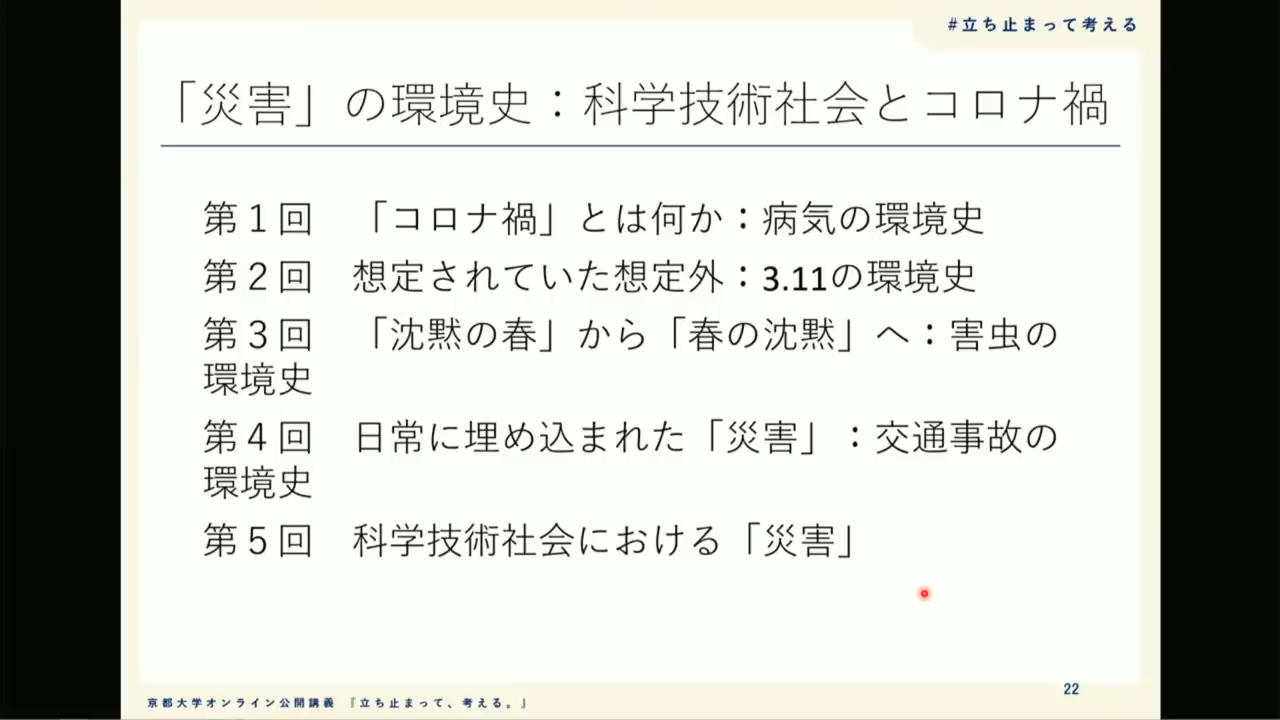 #立ち止まって考える
「災害」の環境史：科学技術社会とコロナ禍
第１回　「コロナ禍」とは何か：病気の環境史
第２回　想定されていた想定外：3.11の環境史
第３回　「沈黙の春」から「春の沈黙」へ：害虫の
環境史
第４回　日常に埋め込まれた「災害」：交通事故の
環境史
第５回　科学技術社会における「災害」
22
京都大学オンライン公開講義 『立ち止まって、考える。』